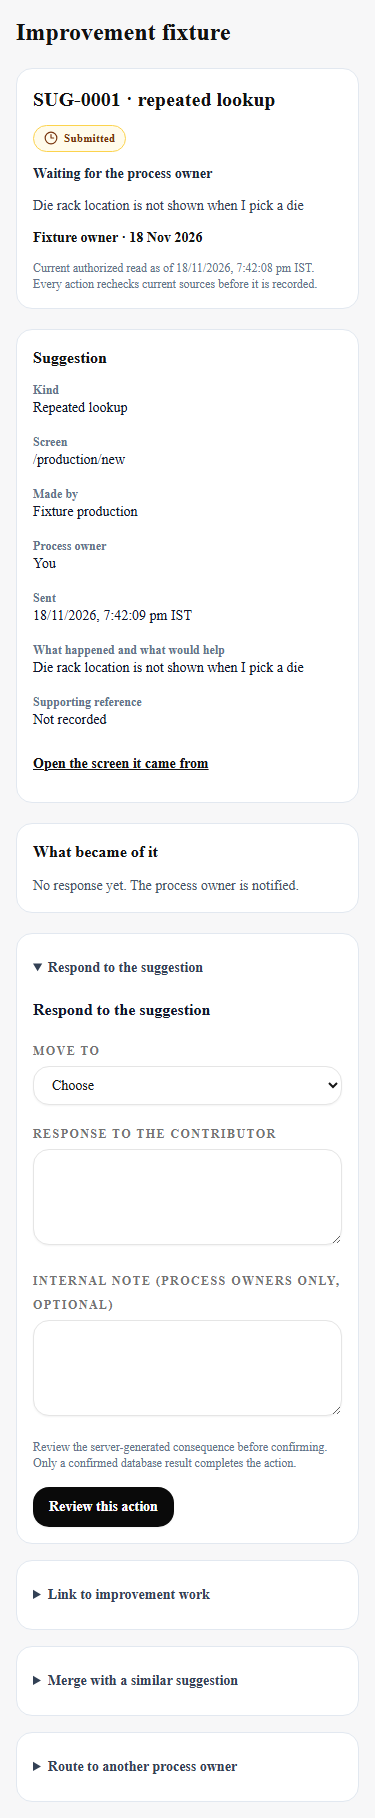 Improvement fixture
SUG-0001 · repeated lookup
Submitted
Waiting for the process owner
Die rack location is not shown when I pick a die
Fixture owner · 18 Nov 2026
Current authorized read as of 18/11/2026, 7:42:08 pm IST.
Every action rechecks current sources before it is recorded.
Suggestion
Kind
Repeated lookup
Screen
/production/new
Made by
Fixture production
Process owner
You
Sent
18/11/2026, 7:42:09 pm IST
What happened and what would help
Die rack location is not shown when I pick a die
Supporting reference
Not recorded
Open the screen it came from
What became of it
No response yet. The process owner is notified.
Respond to the suggestion
Respond to the suggestion
MOVE TO
Choose
RESPONSE TO THE CONTRIBUTOR
INTERNAL NOTE (PROCESS OWNERS ONLY,
OPTIONAL)
Review the server-generated consequence before confirming.
Only a confirmed database result completes the action.
Review this action
Link to improvement work
Merge with a similar suggestion
Route to another process owner